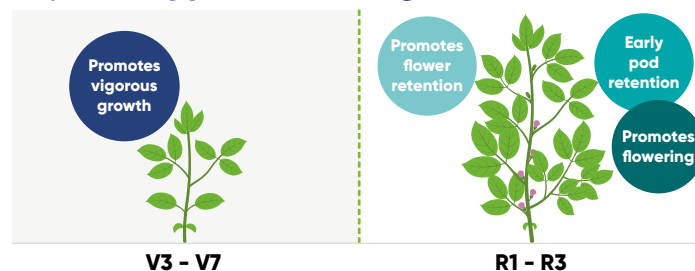 Promotes
vigorous
growth
Promotes
flower
retention
Early
pod
retention
Promotes
flowering
V3 - V7
R1 - R3